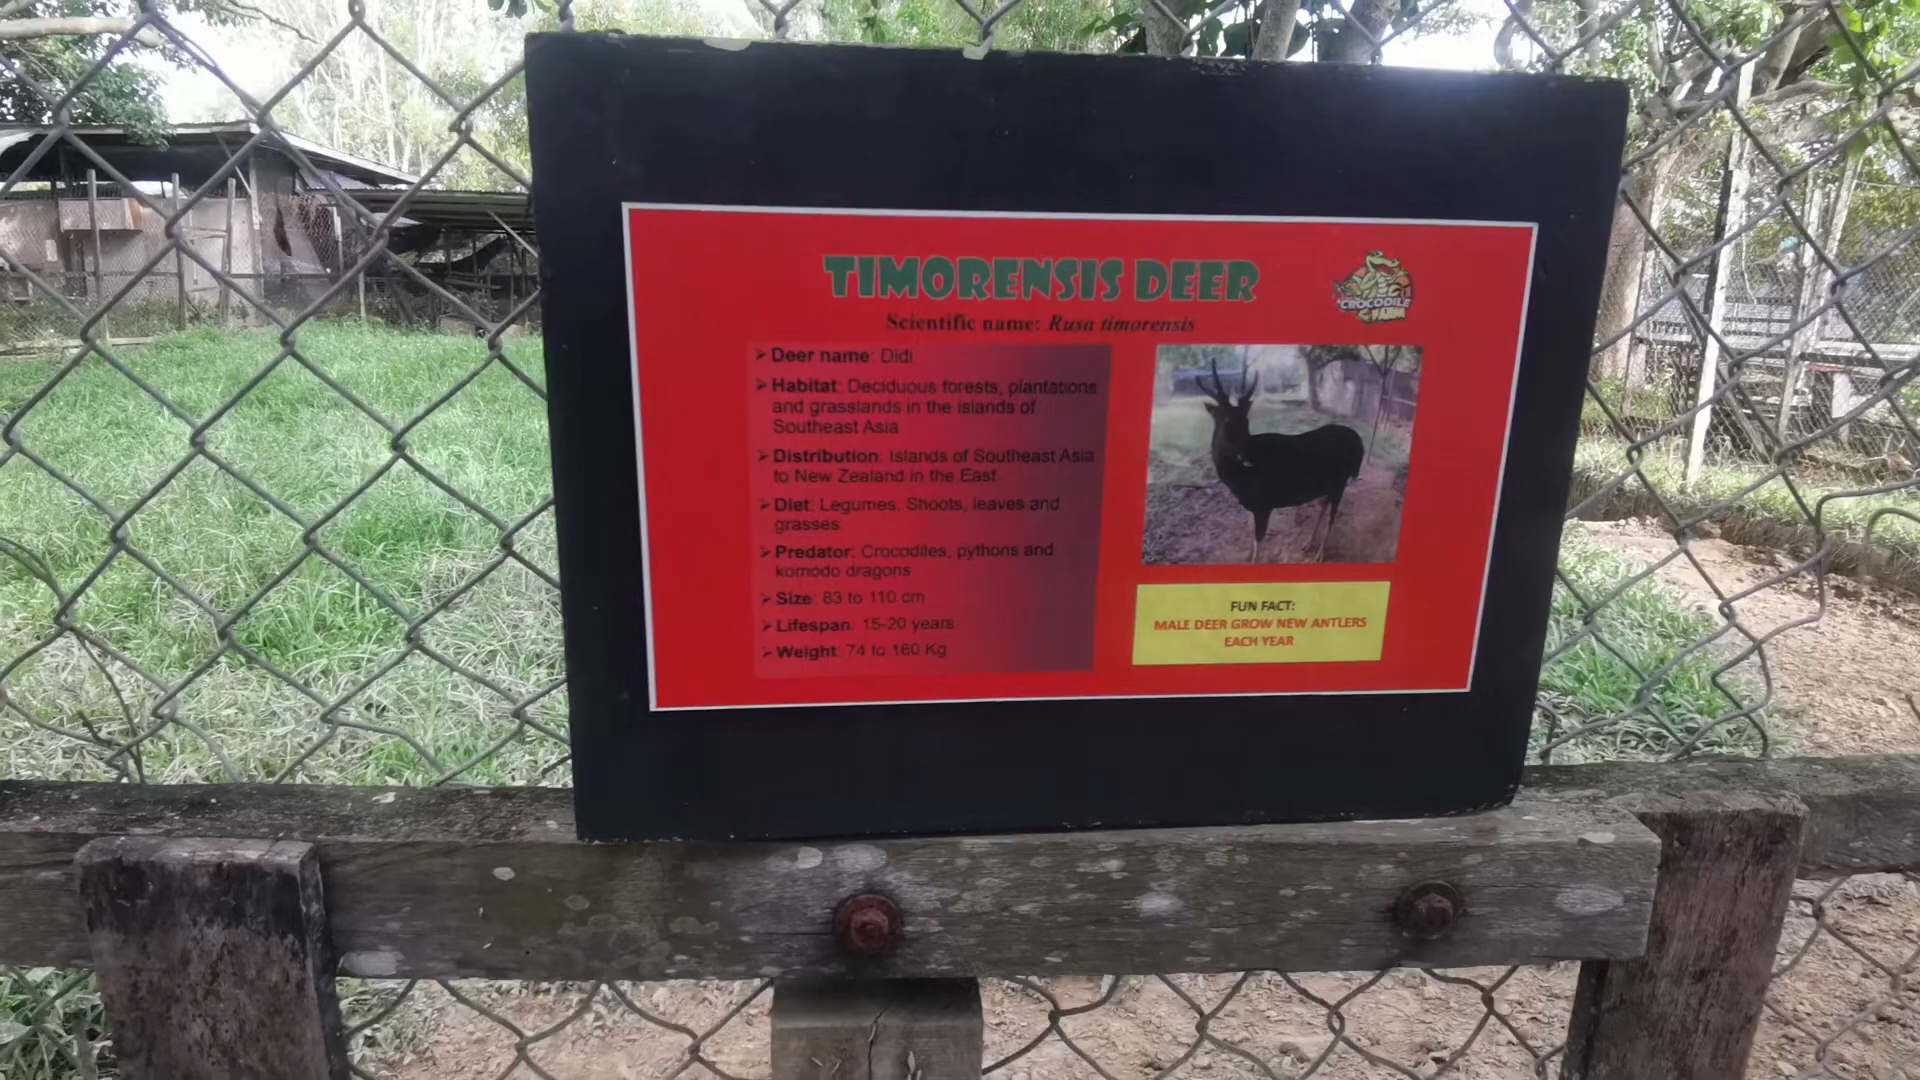 TIMORENSIS DEER
CROCODILE
FARM
Scientific name: Rusa timorensis
➢ Deer name: Didi
➢ Habitat: Deciduous forests, plantations
and grasslands in the islands of
Southeast Asia
➢ Distribution: Islands of Southeast Asia
to New Zealand in the East
➢ Diet: Legumes, Shoots, leaves and
grasses
➢ Predator: Crocodiles, pythons and
komodo dragons
➢ Size: 83 to 110 cm
➢ Lifespan: 15-20 years
➢ Weight: 74 to 160 Kg
FUN FACT:
MALE DEER GROW NEW ANTLERS
EACH YEAR